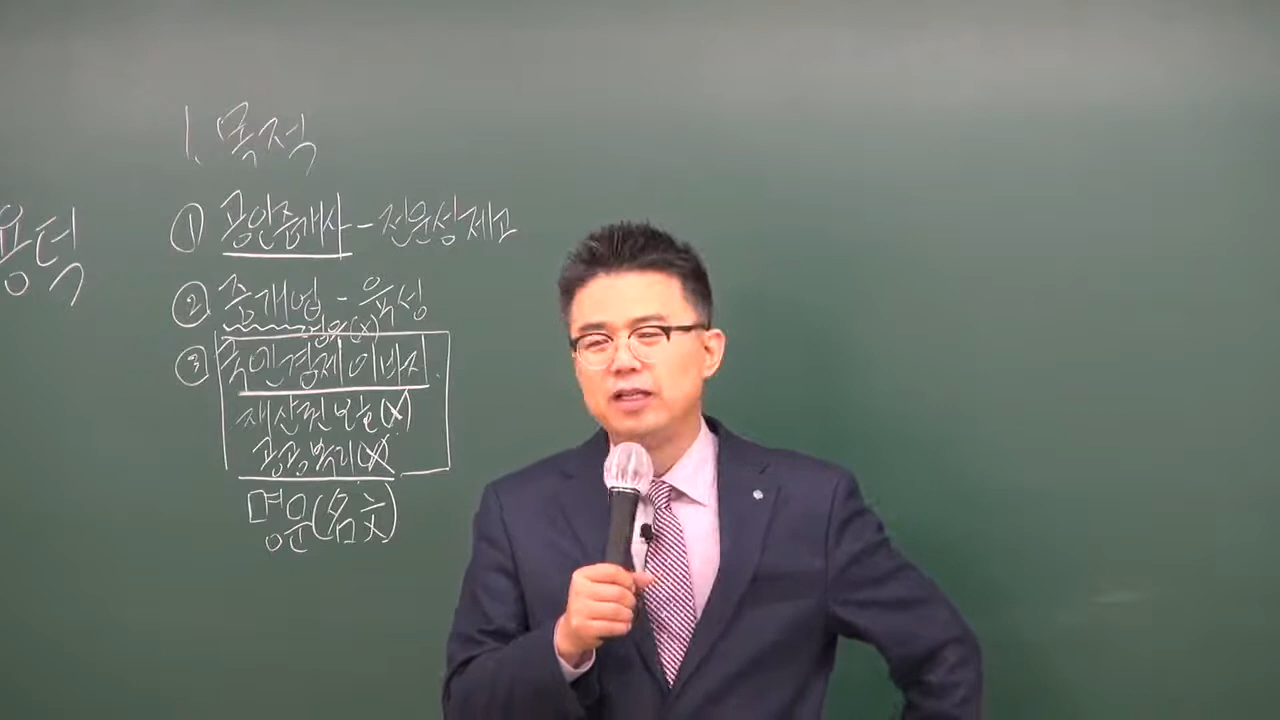 용덕
1. 목적
① 공인중개사 - 전문성제고
② 중개업 - 육성
(x)
③ 국민경제이바지
재산권보호(x)
공공복리(x)
명문(名文)